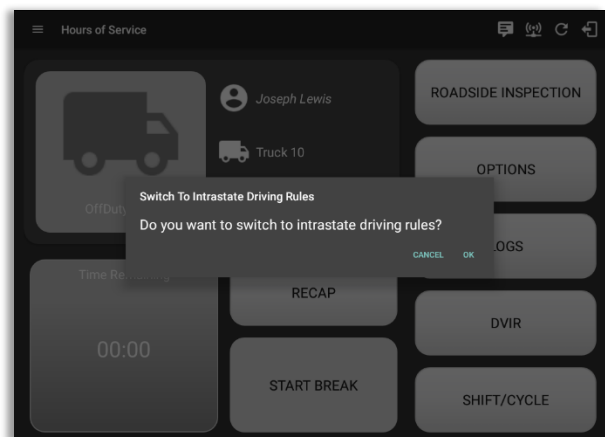 Hours of Service
Joseph Lewis
ROADSIDE INSPECTION
Truck 10
OPTIONS
Switch To Intrastate Driving Rules
Do you want to switch to intrastate driving rules?
CANCEL OK
RECAP
DVIR
00:00
START BREAK
SHIFT/CYCLE